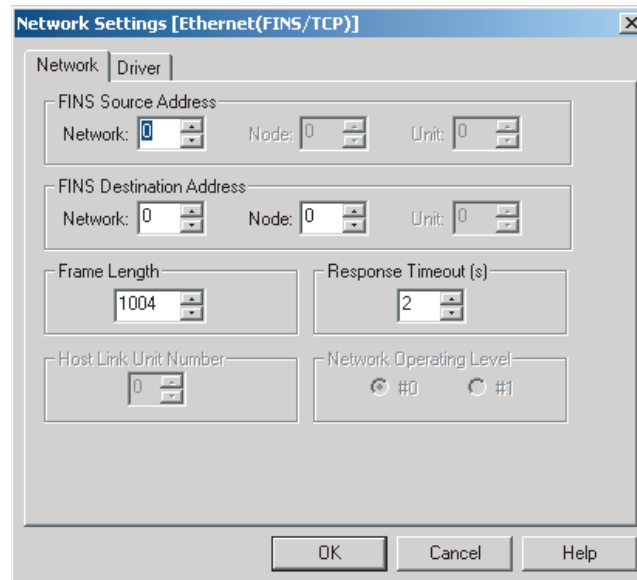 Network Settings [Ethernet(FINS/TCP)]
Network Driver
FINS Source Address
Network: 0 Node: 0 Unit: 0
FINS Destination Address
Network: 0 Node: 0 Unit: 0
Frame Length Response Timeout (s)
1004 2
Host Link Unit Number Network Operating Level
0 #0 #1
OK Cancel Help